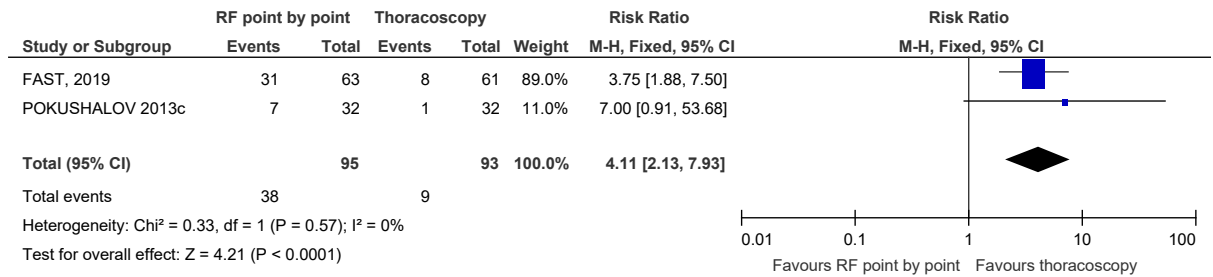 RF point by point Thoracoscopy Risk Ratio Risk Ratio
Study or Subgroup Events Total Events Total Weight M-H, Fixed, 95% CI M-H, Fixed, 95% CI
FAST, 2019 31 63 8 61 89.0% 3.75 [1.88, 7.50]
POKUSHALOV 2013c 7 32 1 32 11.0% 7.00 [0.91, 53.68]
Total (95% CI) 95 93 100.0% 4.11 [2.13, 7.93]
Total events 38 9
Heterogeneity: Chi² = 0.33, df = 1 (P = 0.57); I² = 0%
Test for overall effect: Z = 4.21 (P < 0.0001)
0.01 0.1 1 10 100
Favours RF point by point Favours thoracoscopy